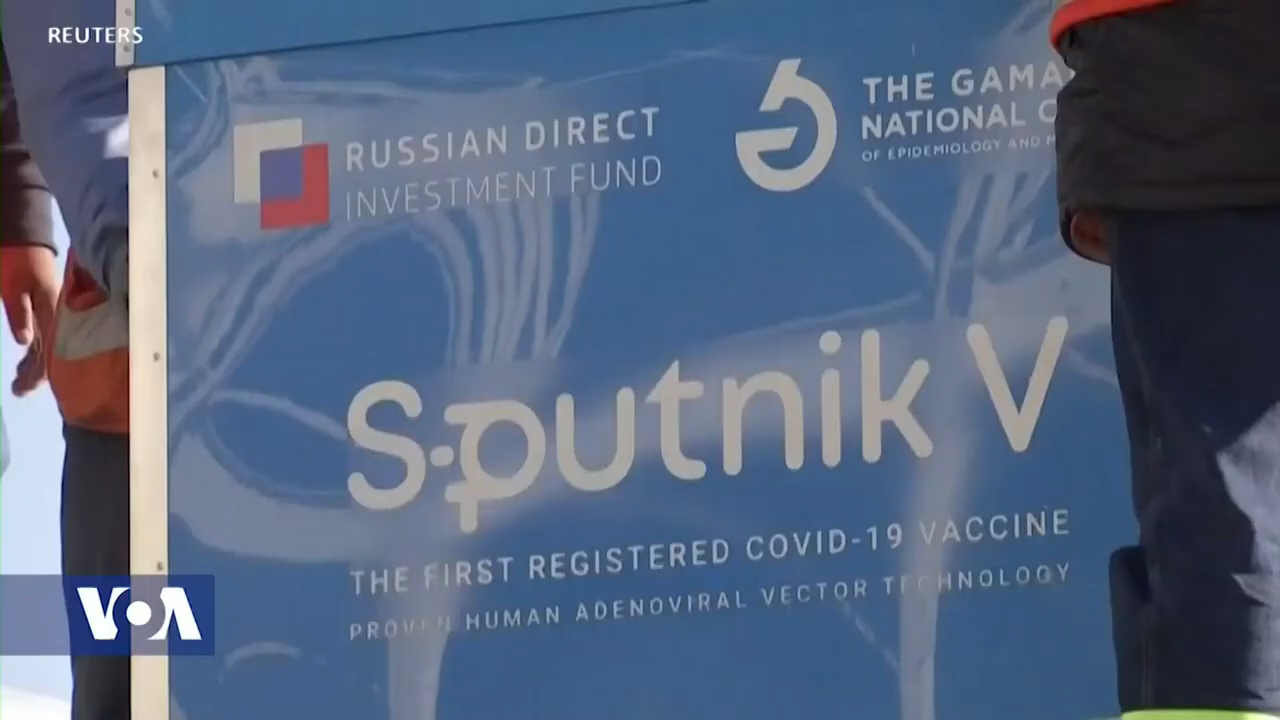 REUTERS
RUSSIAN DIRECT
INVESTMENT FUND
THE GAMA
NATIONAL C
OF EPIDEMIOLOGY AND
Sputnik V
THE FIRST REGISTERED COVID-19 VACCINE
PROVEN HUMAN ADENOVIRAL VECTOR TECHNOLOGY
VOA